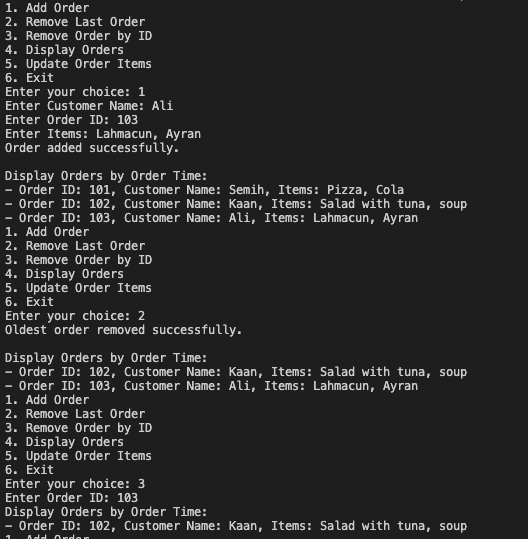 1. Add Order
2. Remove Last Order
3. Remove Order by ID
4. Display Orders
5. Update Order Items
6. Exit
Enter your choice: 1
Enter Customer Name: Ali
Enter Order ID: 103
Enter Items: Lahmacun, Ayran
Order added successfully.

Display Orders by Order Time:
- Order ID: 101, Customer Name: Semih, Items: Pizza, Cola
- Order ID: 102, Customer Name: Kaan, Items: Salad with tuna, soup
- Order ID: 103, Customer Name: Ali, Items: Lahmacun, Ayran
1. Add Order
2. Remove Last Order
3. Remove Order by ID
4. Display Orders
5. Update Order Items
6. Exit
Enter your choice: 2
Oldest order removed successfully.

Display Orders by Order Time:
- Order ID: 102, Customer Name: Kaan, Items: Salad with tuna, soup
- Order ID: 103, Customer Name: Ali, Items: Lahmacun, Ayran
1. Add Order
2. Remove Last Order
3. Remove Order by ID
4. Display Orders
5. Update Order Items
6. Exit
Enter your choice: 3
Enter Order ID: 103
Display Orders by Order Time:
- Order ID: 102, Customer Name: Kaan, Items: Salad with tuna, soup
1. Add Order